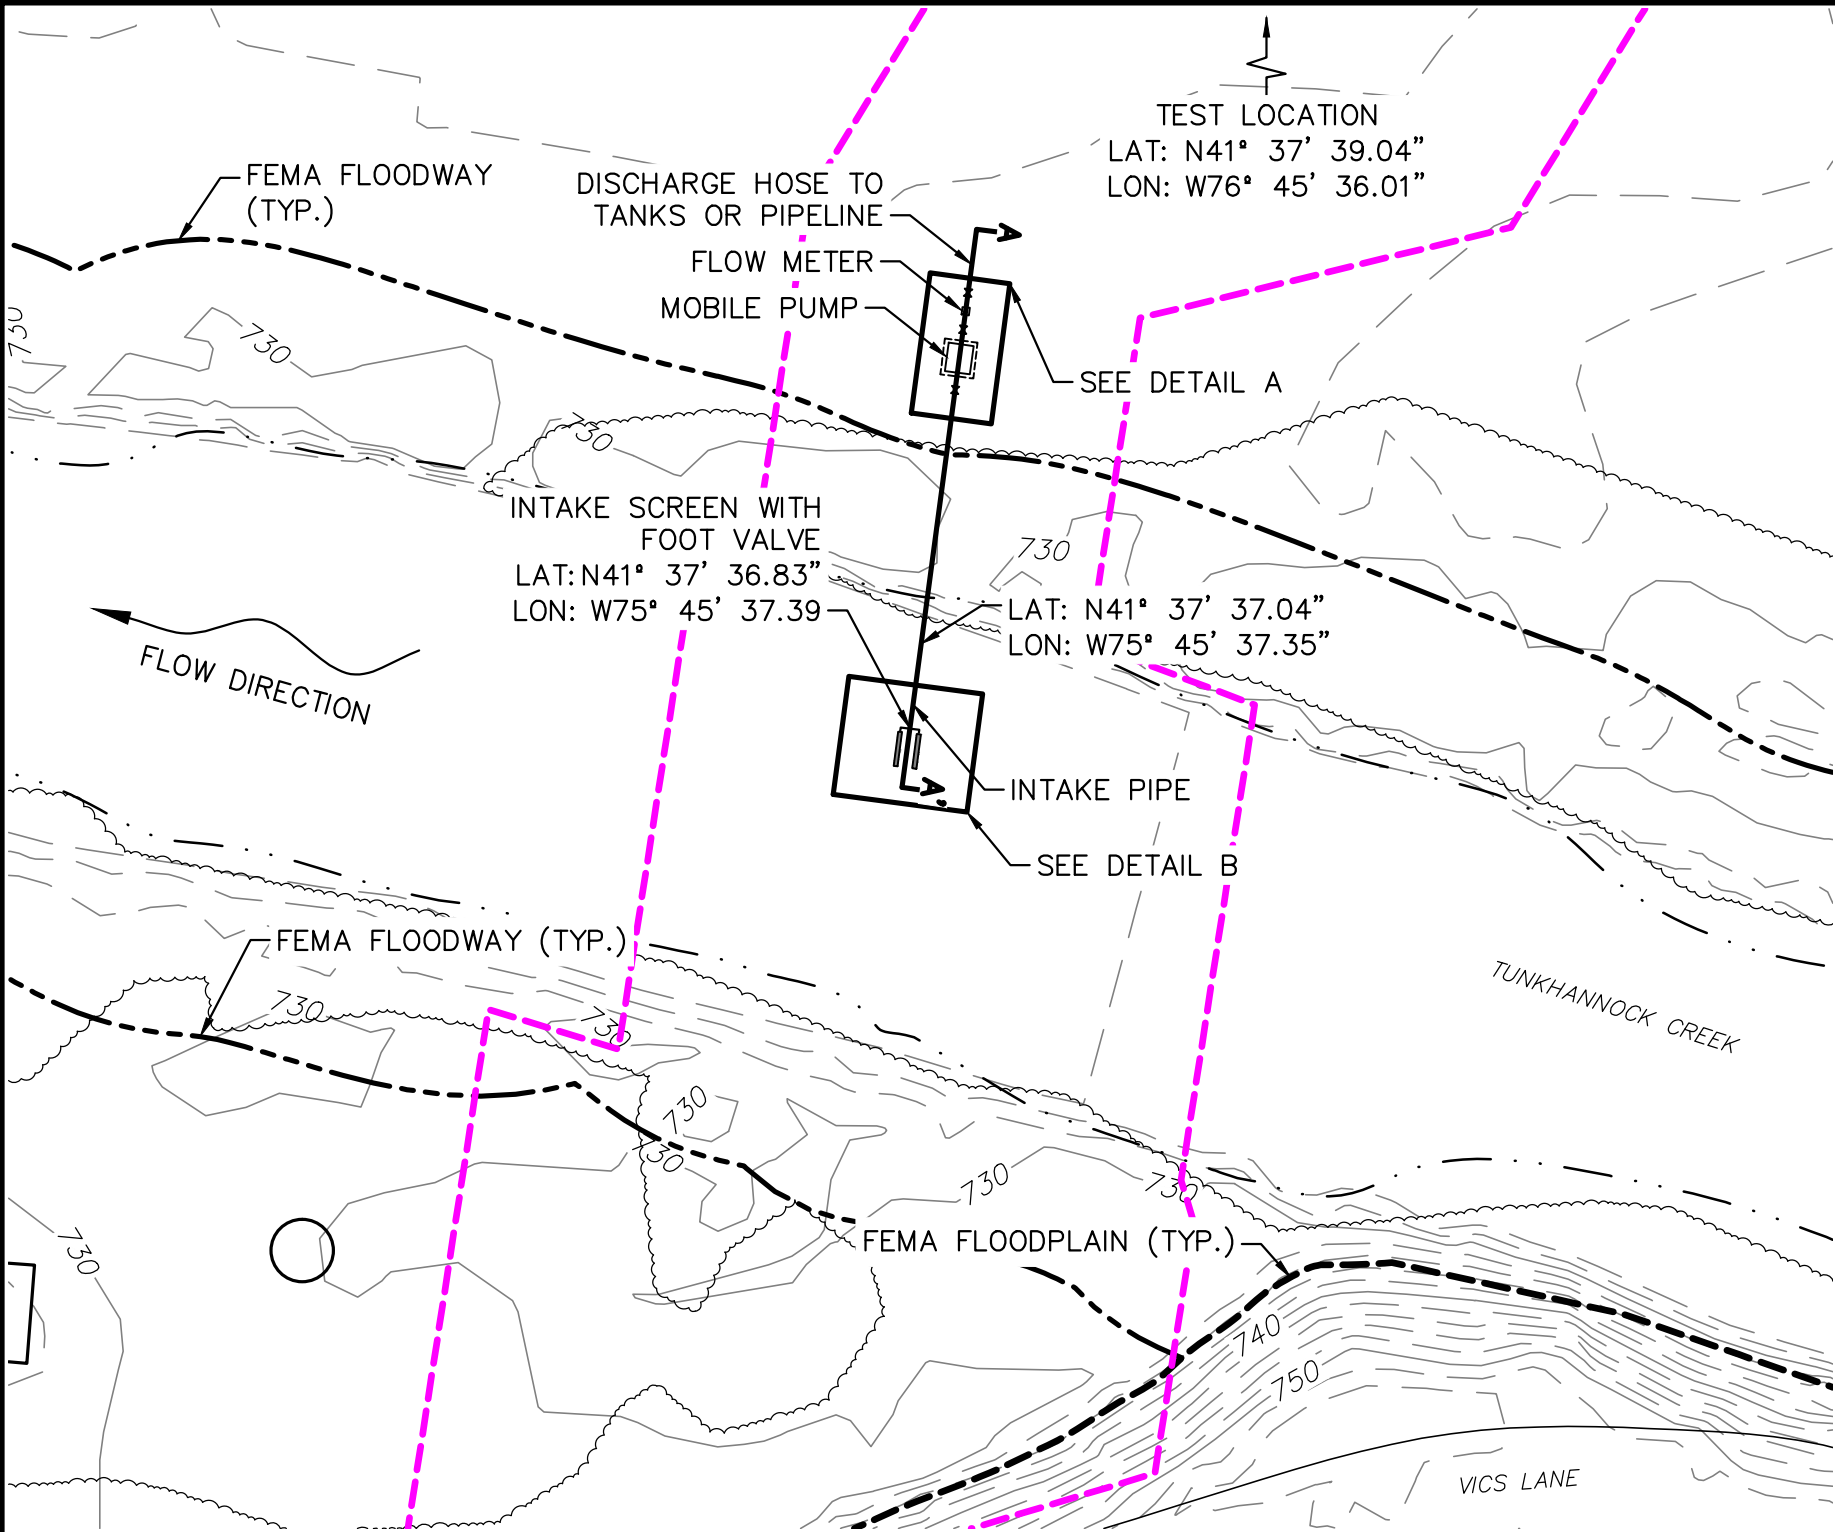 TEST LOCATION
LAT: N41° 37' 39.04"
LON: W76° 45' 36.01"
FEMA FLOODWAY
(TYP.)
DISCHARGE HOSE TO
TANKS OR PIPELINE
A
FLOW METER
MOBILE PUMP
730
730
SEE DETAIL A
730
INTAKE SCREEN WITH
FOOT VALVE
LAT: N41° 37' 36.83"
LON: W75° 45' 37.39
730
LAT: N41° 37' 37.04"
LON: W75° 45' 37.35"
FLOW DIRECTION
A
INTAKE PIPE
SEE DETAIL B
FEMA FLOODWAY (TYP.)
TUNKHANNOCK CREEK
730
730
730
730
730
730
730
FEMA FLOODPLAIN (TYP.)
740
750
VICS LANE